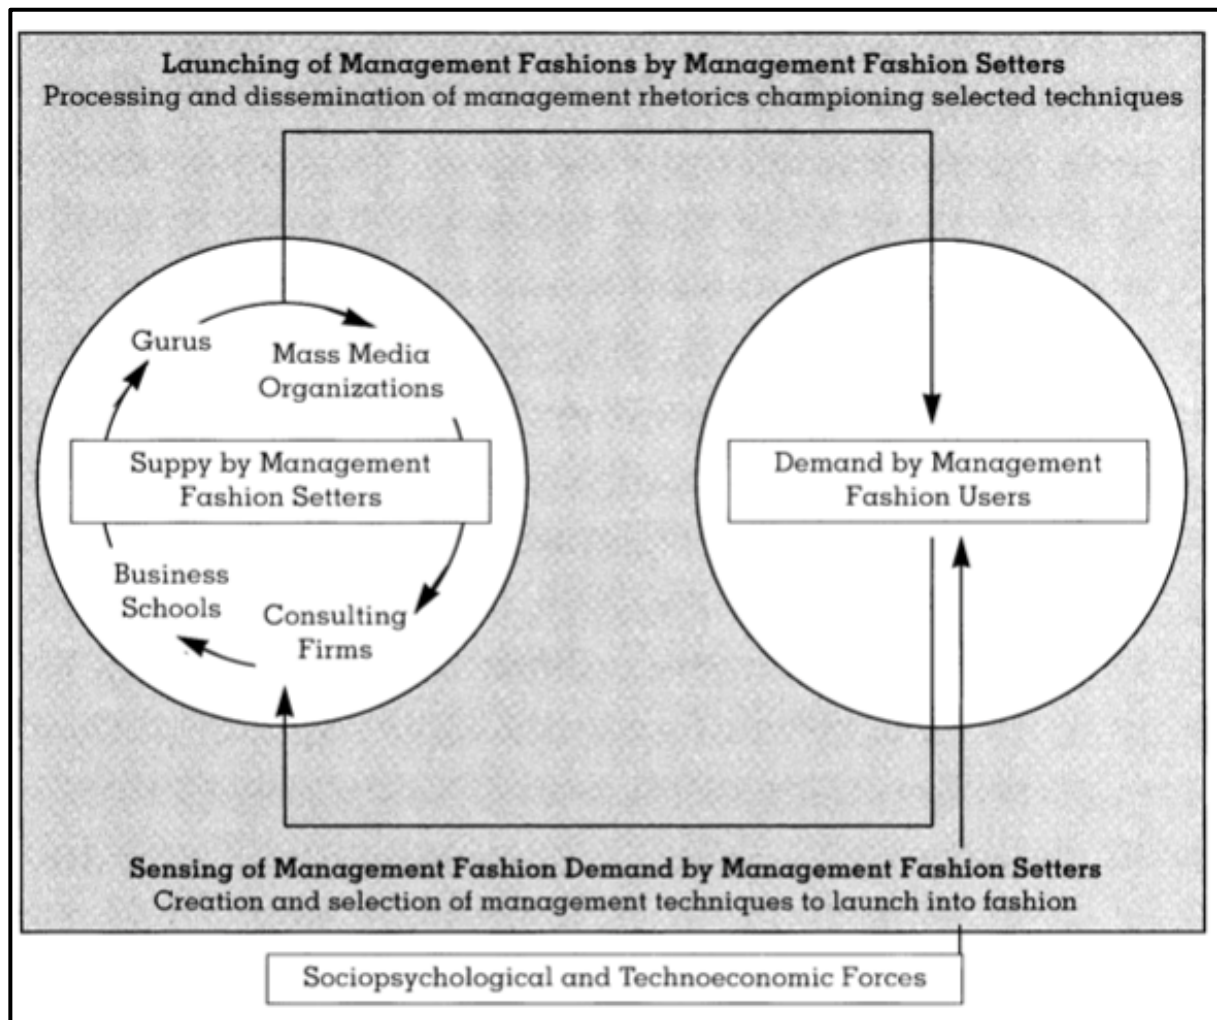 Launching of Management Fashions by Management Fashion Setters
Processing and dissemination of management rhetorics championing selected techniques
Gurus
Mass Media
Organizations
Suppy by Management
Fashion Setters
Business
Schools
Consulting
Firms
Demand by Management
Fashion Users
Sensing of Management Fashion Demand by Management Fashion Setters
Creation and selection of management techniques to launch into fashion
Sociopsychological and Technoeconomic Forces